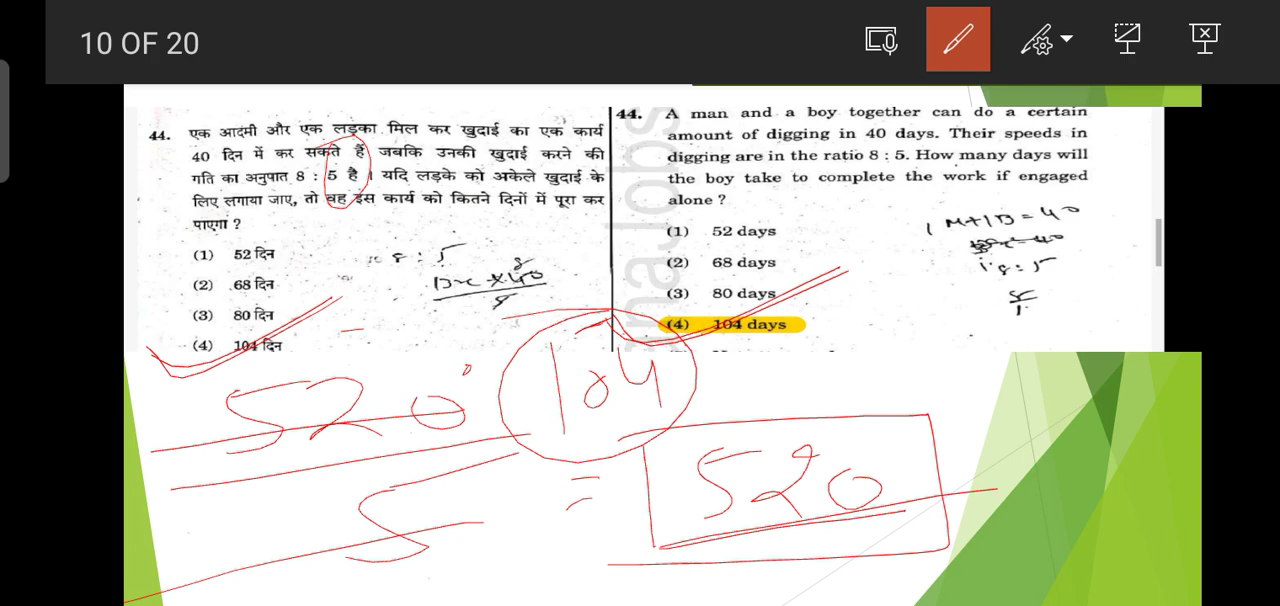 10 OF 20
44. एक आदमी और एक लड़का मिल कर खुदाई का एक कार्य
40 दिन में कर सकते हैं जबकि उनकी खुदाई करने की
गति का अनुपात 8 : 5 है । यदि लड़के को अकेले खुदाई के
लिए लगाया जाए, तो वह इस कार्य को कितने दिनों में पूरा कर
पाएगा ?
(1) 52 दिन
(2) 68 दिन
(3) 80 दिन
(4) 104 दिन
8 : 5
44. A man and a boy together can do a certain
amount of digging in 40 days. Their speeds in
digging are in the ratio 8 : 5. How many days will
the boy take to complete the work if engaged
alone ?
(1) 52 days
(2) 68 days
(3) 80 days
(4) 104 days
1 M+1B = 40
8:5
520
104
5
= 520